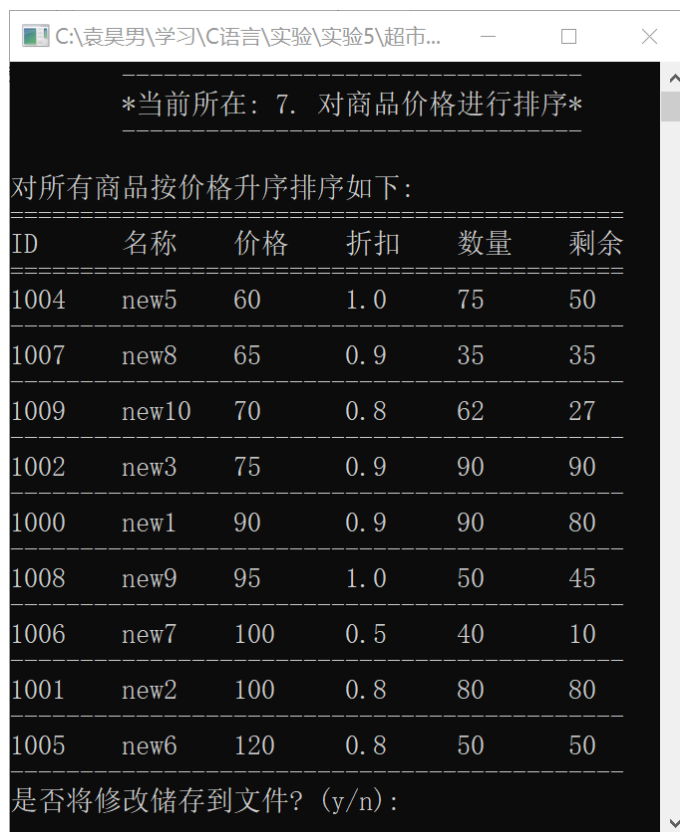 C:\袁昊男\学习\C语言\实验\实验5\超市...
*当前所在: 7. 对商品价格进行排序*
对所有商品按价格升序排序如下:
ID 名称 价格 折扣 数量 剩余
1004 new5 60 1.0 75 50
1007 new8 65 0.9 35 35
1009 new10 70 0.8 62 27
1002 new3 75 0.9 90 90
1000 new1 90 0.9 90 80
1008 new9 95 1.0 50 45
1006 new7 100 0.5 40 10
1001 new2 100 0.8 80 80
1005 new6 120 0.8 50 50
是否将修改储存到文件? (y/n):